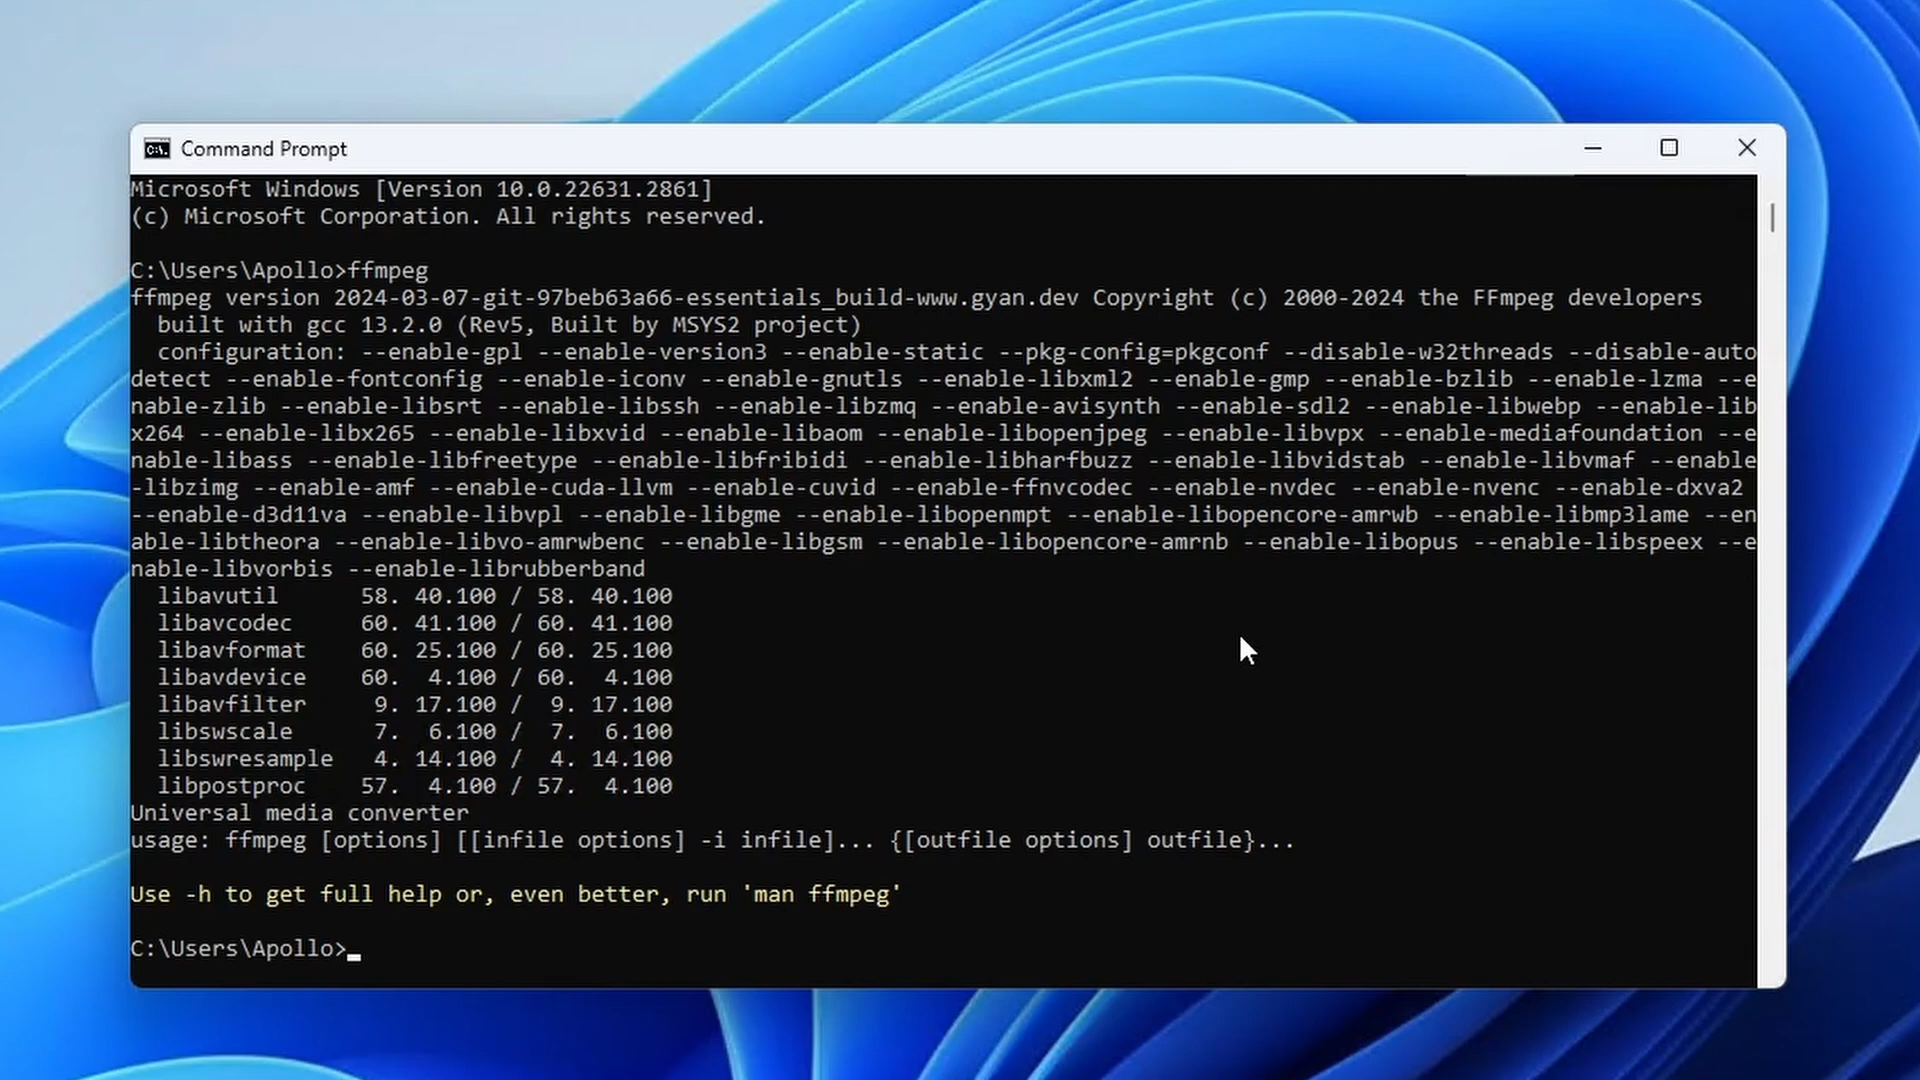 Command Prompt
Microsoft Windows [Version 10.0.22631.2861]
(c) Microsoft Corporation. All rights reserved.
C:\Users\Apollo>ffmpeg
ffmpeg version 2024-03-07-git-97beb63a66-essentials_build-www.gyan.dev Copyright (c) 2000-2024 the FFmpeg developers
  built with gcc 13.2.0 (Rev5, Built by MSYS2 project)
  configuration: --enable-gpl --enable-version3 --enable-static --pkg-config=pkgconf --disable-w32threads --disable-auto
detect --enable-fontconfig --enable-iconv --enable-gnutls --enable-libxml2 --enable-gmp --enable-bzlib --enable-lzma --e
nable-zlib --enable-libsrt --enable-libssh --enable-libzmq --enable-avisynth --enable-sdl2 --enable-libwebp --enable-lib
x264 --enable-libx265 --enable-libxvid --enable-libaom --enable-libopenjpeg --enable-libvpx --enable-mediafoundation --e
nable-libass --enable-libfreetype --enable-libfribidi --enable-libharfbuzz --enable-libvidstab --enable-libvmaf --enable
-libzimg --enable-amf --enable-cuda-llvm --enable-cuvid --enable-ffnvcodec --enable-nvdec --enable-nvenc --enable-dxva2
--enable-d3d11va --enable-libvpl --enable-libgme --enable-libopenmpt --enable-libopencore-amrwb --enable-libmp3lame --en
able-libtheora --enable-libvo-amrwbenc --enable-libgsm --enable-libopencore-amrnb --enable-libopus --enable-libspeex --e
nable-libvorbis --enable-librubberband
  libavutil      58. 40.100 / 58. 40.100
  libavcodec     60. 41.100 / 60. 41.100
  libavformat    60. 25.100 / 60. 25.100
  libavdevice    60.  4.100 / 60.  4.100
  libavfilter     9. 17.100 /  9. 17.100
  libswscale      7.  6.100 /  7.  6.100
  libswresample   4. 14.100 /  4. 14.100
  libpostproc    57.  4.100 / 57.  4.100
Universal media converter
usage: ffmpeg [options] [[infile options] -i infile]... {[outfile options] outfile}...
Use -h to get full help or, even better, run 'man ffmpeg'
C:\Users\Apollo>